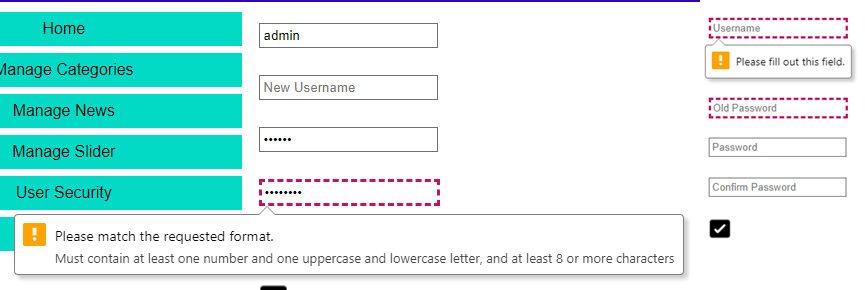 Home
Manage Categories
Manage News
Manage Slider
User Security
admin
New Username
••••••
••••••••
Please match the requested format.
Must contain at least one number and one uppercase and lowercase letter, and at least 8 or more characters
Username
Please fill out this field.
Old Password
Password
Confirm Password